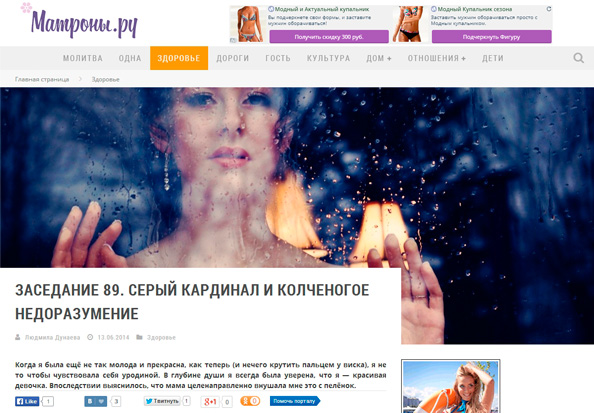 Матроны.ру
Модный и Актуальный купальник
Вы подчеркнете свои формы, и заставите мужчин оборачиваться!
Получить скидку 300 руб.
Модный Купальник сезона
Заставить мужчин оборачиваться просто с Модным купальником.
Подчеркнуть Фигуру
МОЛИТВА ОДНА ЗДОРОВЬЕ ДОРОГИ ГОСТЬ КУЛЬТУРА ДОМ + ОТНОШЕНИЯ + ДЕТИ
Главная страница > Здоровье
ЗАСЕДАНИЕ 89. СЕРЫЙ КАРДИНАЛ И КОЛЧЕНОГОЕ
НЕДОРАЗУМЕНИЕ
Людмила Дунаева 13.06.2014 Здоровье
Когда я была ещё не так молода и прекрасна, как теперь (и нечего крутить пальцем у виска), я не
то чтобы чувствовала себя уродиной. В глубине души я всегда была уверена, что я — красивая
девочка. Впоследствии выяснилось, что мама целенаправленно внушала мне это с пелёнок.
Like 1 B 3 Твитнуть 1 g+1 0 0 Помочь порталу